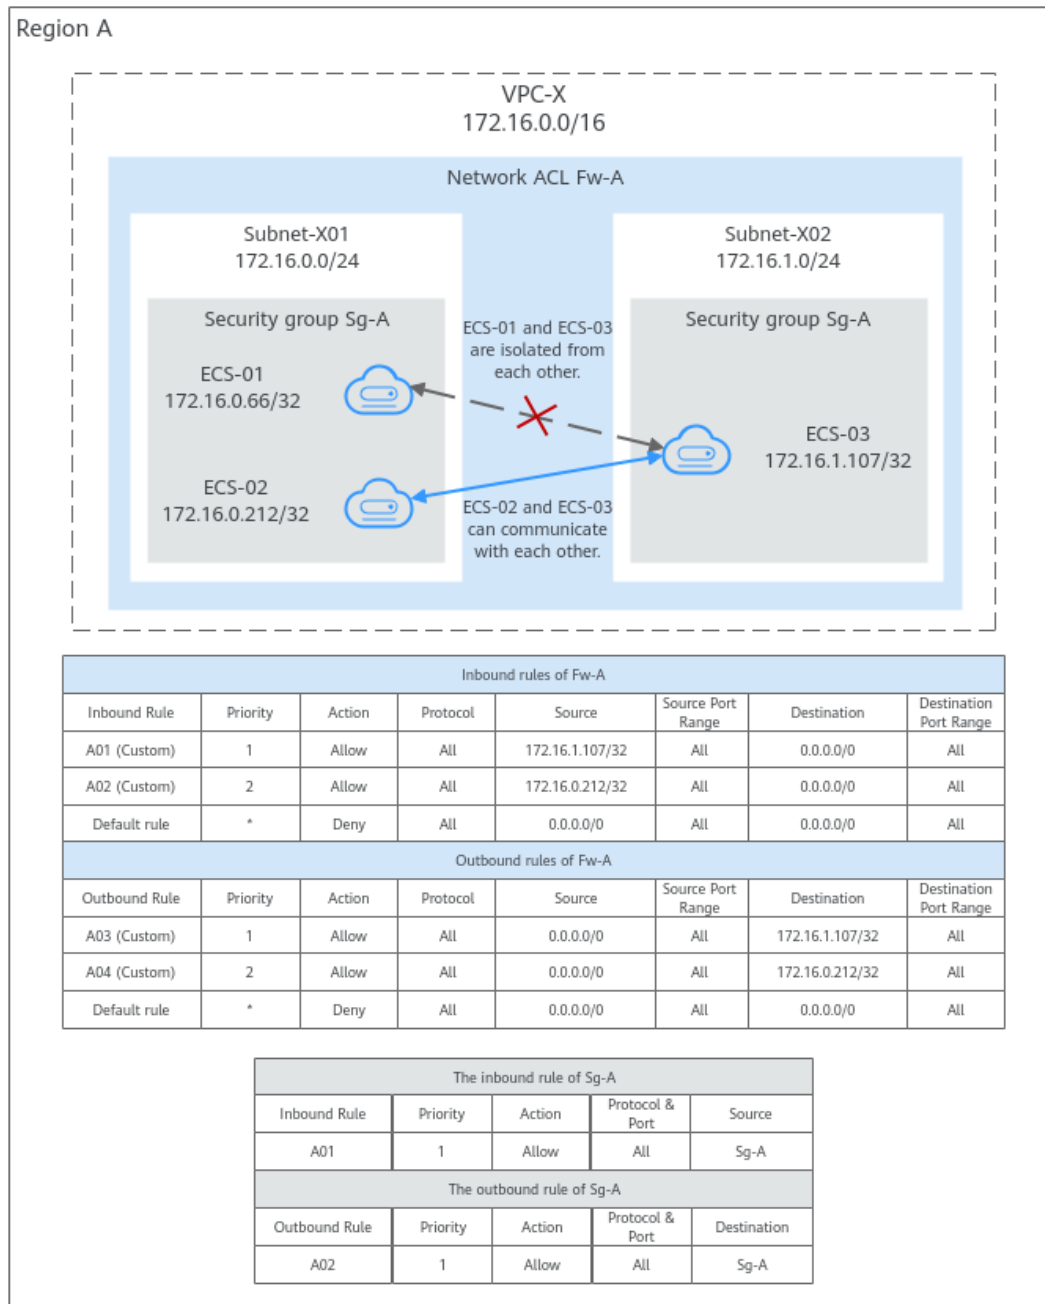 Region A
VPC-X
172.16.0.0/16
Network ACL Fw-A
Subnet-X01
172.16.0.0/24
Subnet-X02
172.16.1.0/24
Security group Sg-A
Security group Sg-A
ECS-01 and ECS-03
are isolated from
each other.
ECS-01
172.16.0.66/32
ECS-03
172.16.1.107/32
ECS-02
172.16.0.212/32
ECS-02 and ECS-03
can communicate
with each other.
Inbound rules of Fw-A
Inbound Rule Priority Action Protocol Source Source Port Range Destination Destination Port Range
A01 (Custom) 1 Allow All 172.16.1.107/32 All 0.0.0.0/0 All
A02 (Custom) 2 Allow All 172.16.0.212/32 All 0.0.0.0/0 All
Default rule * Deny All 0.0.0.0/0 All 0.0.0.0/0 All
Outbound rules of Fw-A
Outbound Rule Priority Action Protocol Source Source Port Range Destination Destination Port Range
A03 (Custom) 1 Allow All 0.0.0.0/0 All 172.16.1.107/32 All
A04 (Custom) 2 Allow All 0.0.0.0/0 All 172.16.0.212/32 All
Default rule * Deny All 0.0.0.0/0 All 0.0.0.0/0 All
The inbound rule of Sg-A
Inbound Rule Priority Action Protocol & Port Source
A01 1 Allow All Sg-A
The outbound rule of Sg-A
Outbound Rule Priority Action Protocol & Port Destination
A02 1 Allow All Sg-A